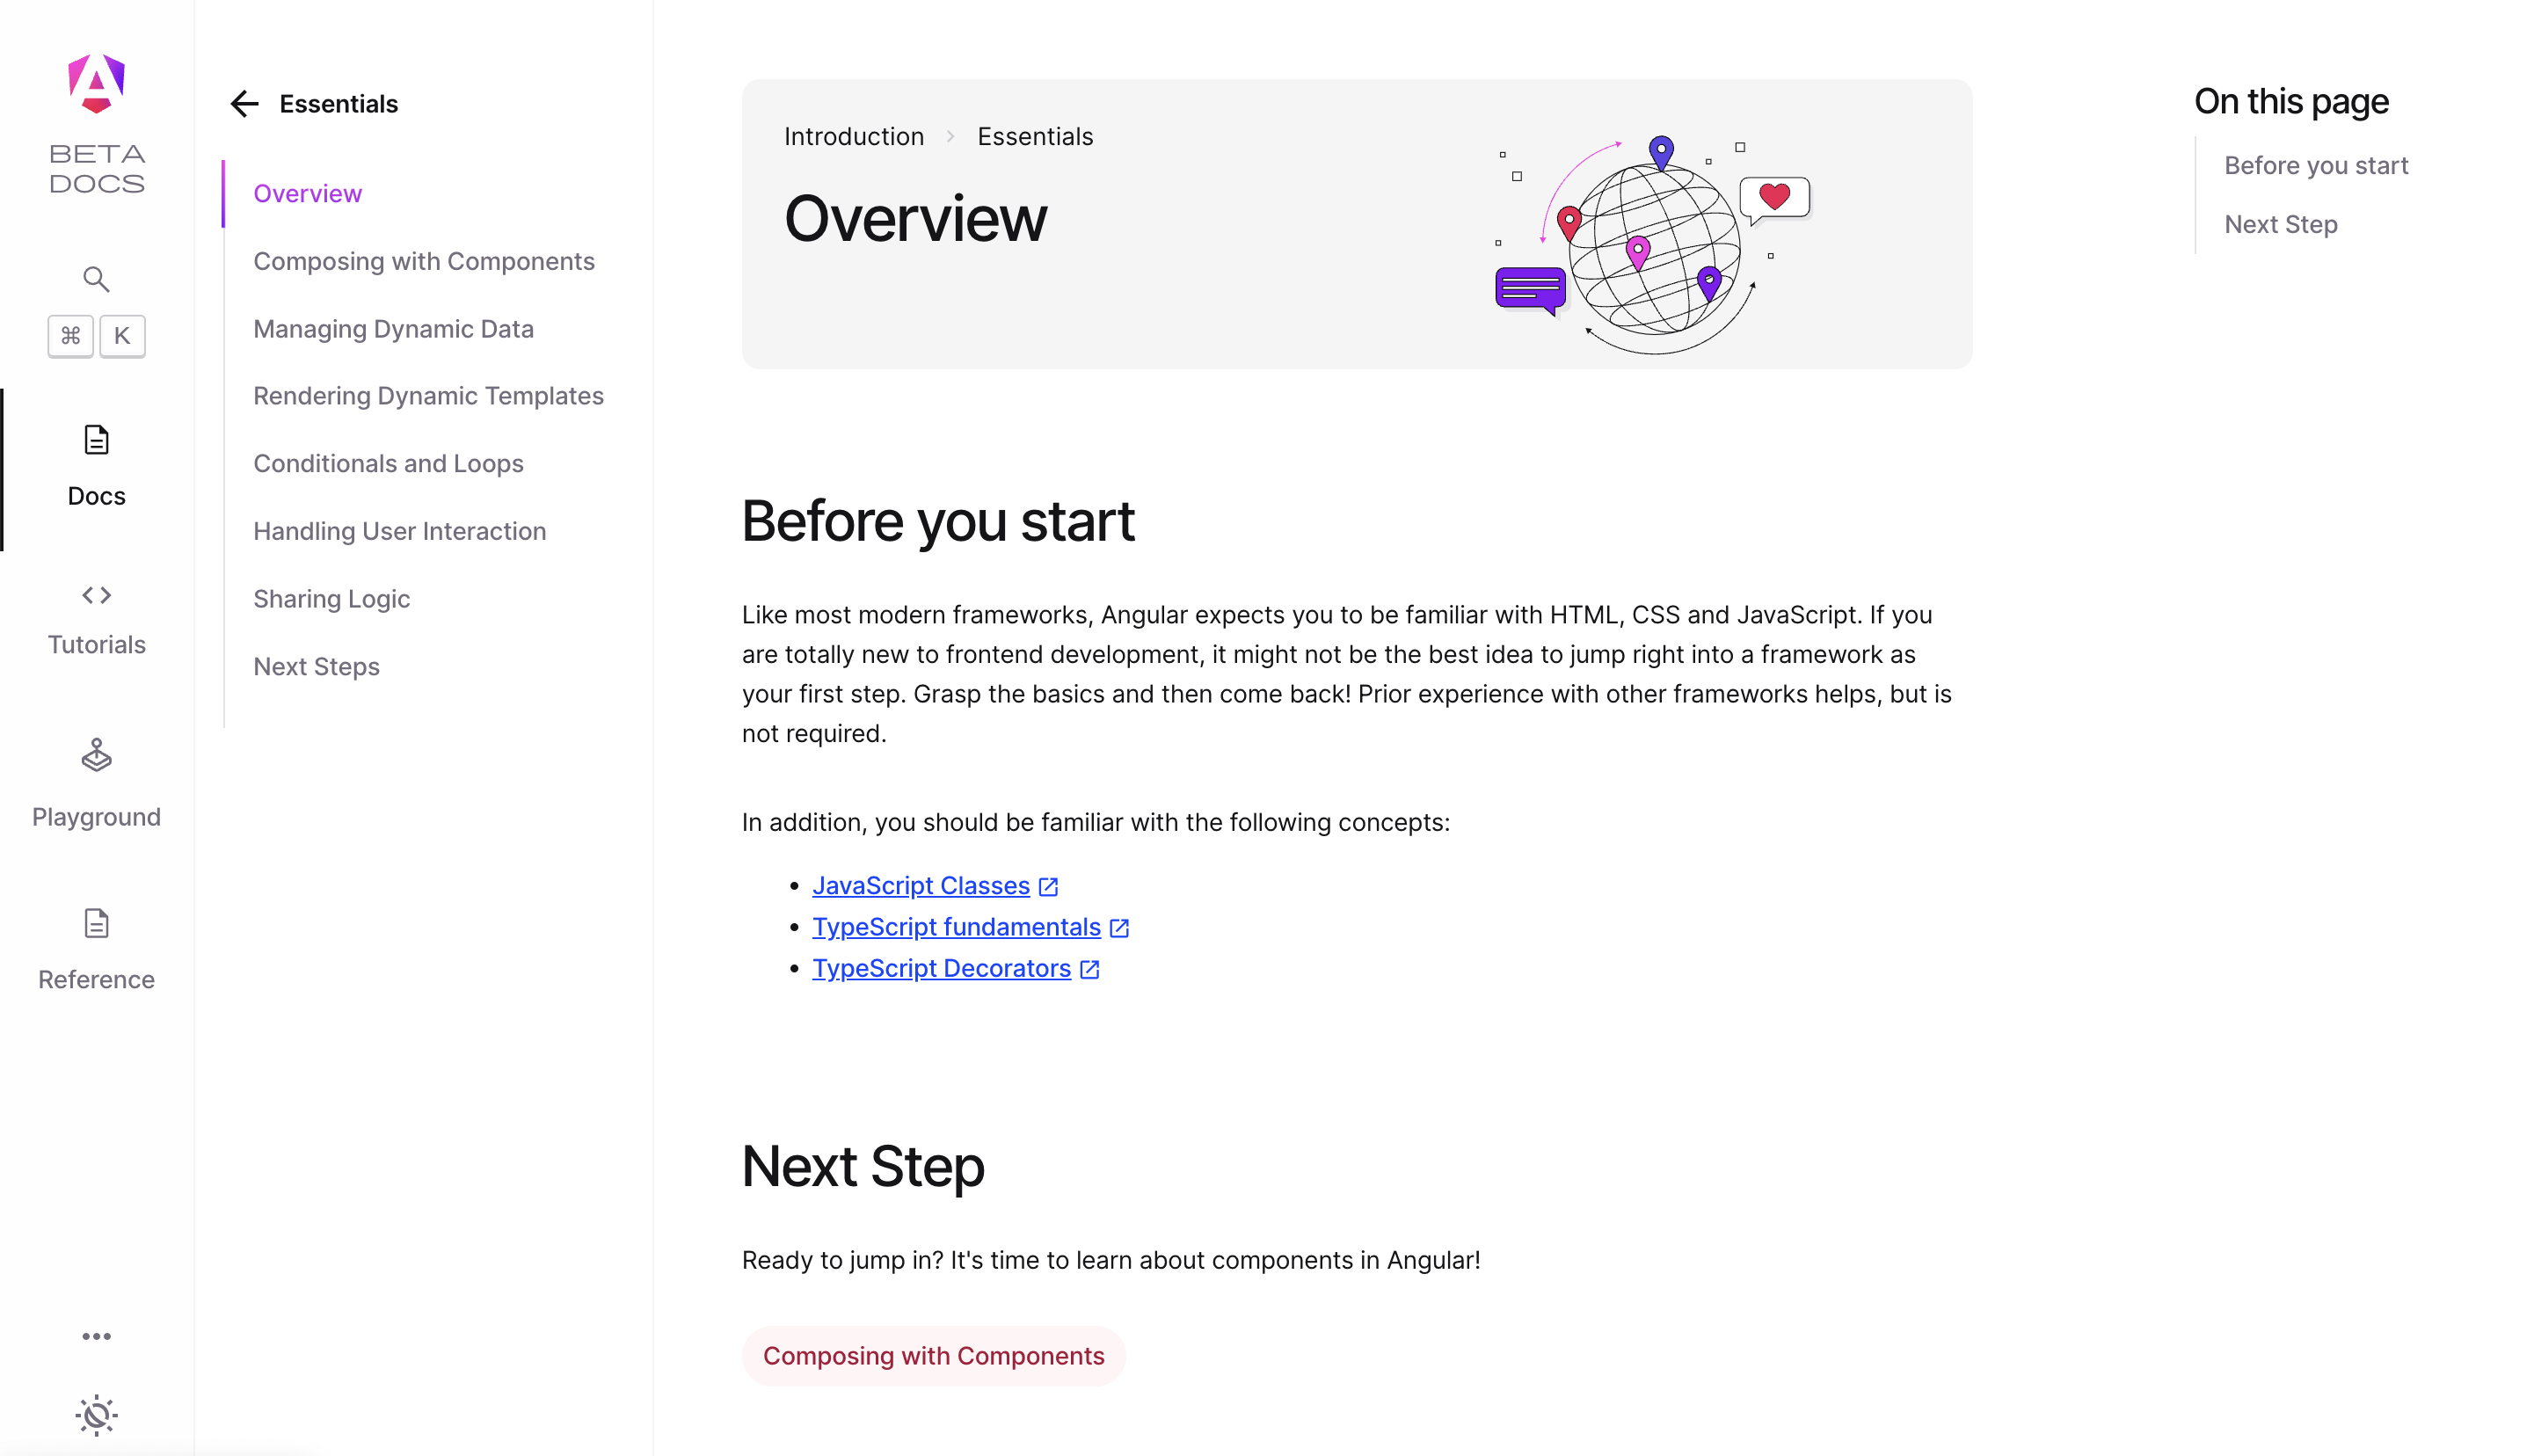 BETA
DOCS
⌘ K
Docs
Tutorials
Playground
Reference
Essentials
Overview
Composing with Components
Managing Dynamic Data
Rendering Dynamic Templates
Conditionals and Loops
Handling User Interaction
Sharing Logic
Next Steps
Introduction > Essentials
Overview
Before you start
Like most modern frameworks, Angular expects you to be familiar with HTML, CSS and JavaScript. If you
are totally new to frontend development, it might not be the best idea to jump right into a framework as
your first step. Grasp the basics and then come back! Prior experience with other frameworks helps, but is
not required.
In addition, you should be familiar with the following concepts:
• JavaScript Classes
• TypeScript fundamentals
• TypeScript Decorators
Next Step
Ready to jump in? It's time to learn about components in Angular!
Composing with Components
On this page
Before you start
Next Step